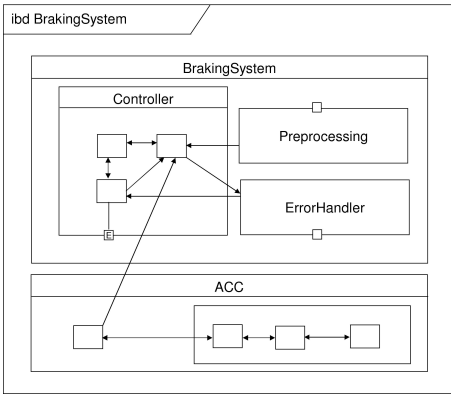 ibd BrakingSystem
BrakingSystem
Controller
Preprocessing
ErrorHandler
E
ACC